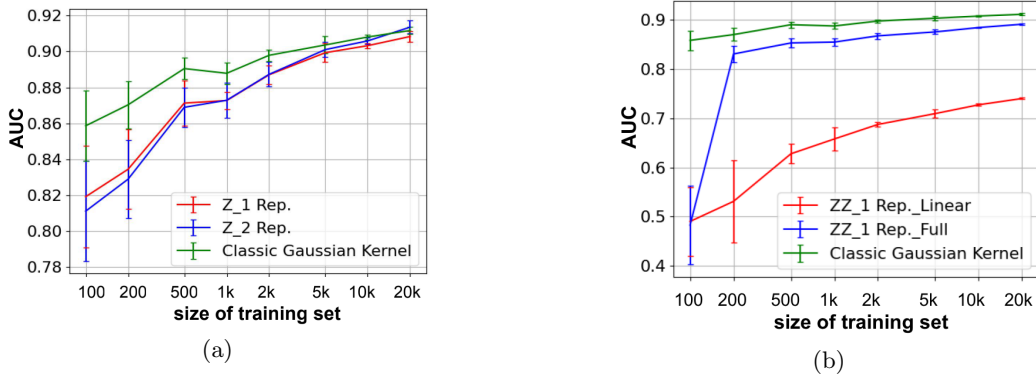 0.92
0.90
0.88
0.86
0.84
0.82
0.80
0.78
AUC
Z_1 Rep.
Z_2 Rep.
Classic Gaussian Kernel
100 200 500 1k 2k 5k 10k 20k
size of training set
(a)
0.9
0.8
0.7
0.6
0.5
0.4
AUC
ZZ_1 Rep._Linear
ZZ_1 Rep._Full
Classic Gaussian Kernel
100 200 500 1k 2k 5k 10k 20k
size of training set
(b)